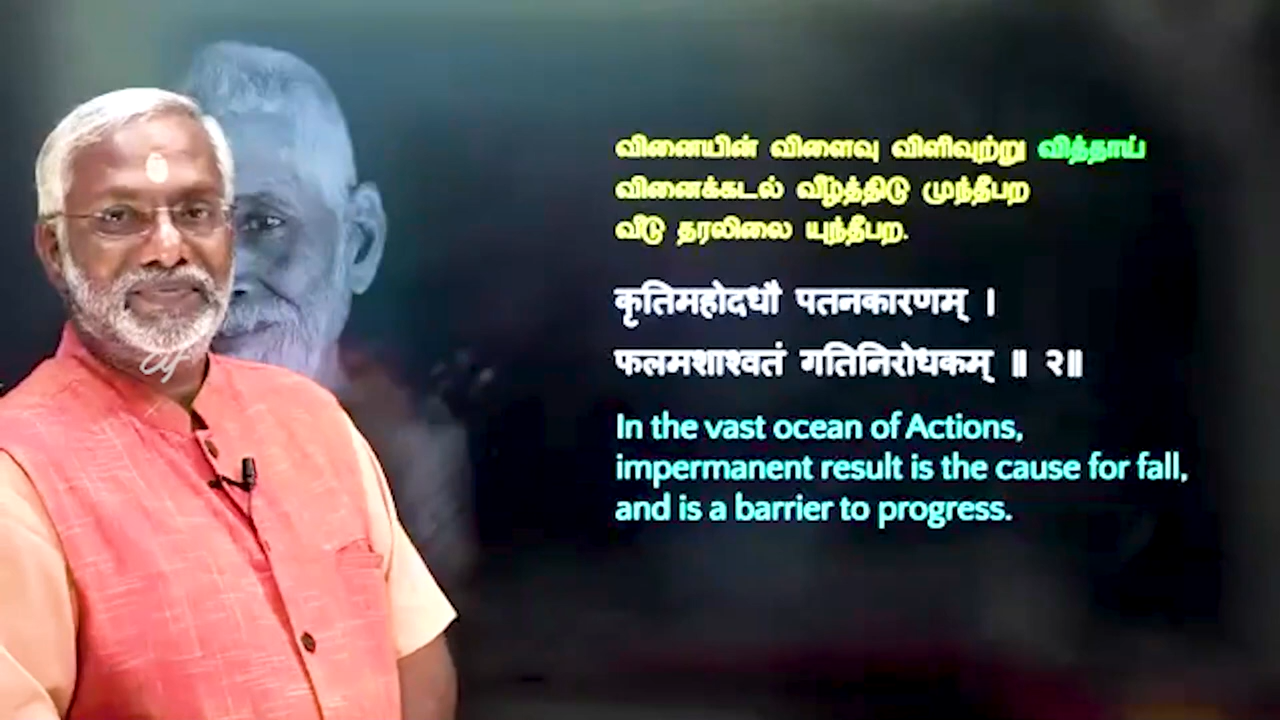 வினையின் விளைவு விளிவுற்று வித்தாய்
வினைக்கடல் வீழ்த்திடு முந்தீபற
வீடு தரலிலை யுந்தீபற.
कृतिमहोदधौ पतनकारणम् ।
फलमशाश्वतं गतिनिरोधकम् ॥ २॥
In the vast ocean of Actions,
impermanent result is the cause for fall,
and is a barrier to progress.